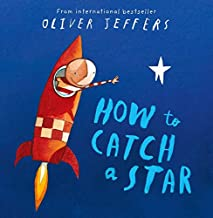 From international bestseller
OLIVER JEFFERS
HOW to
CATCH
a STAR